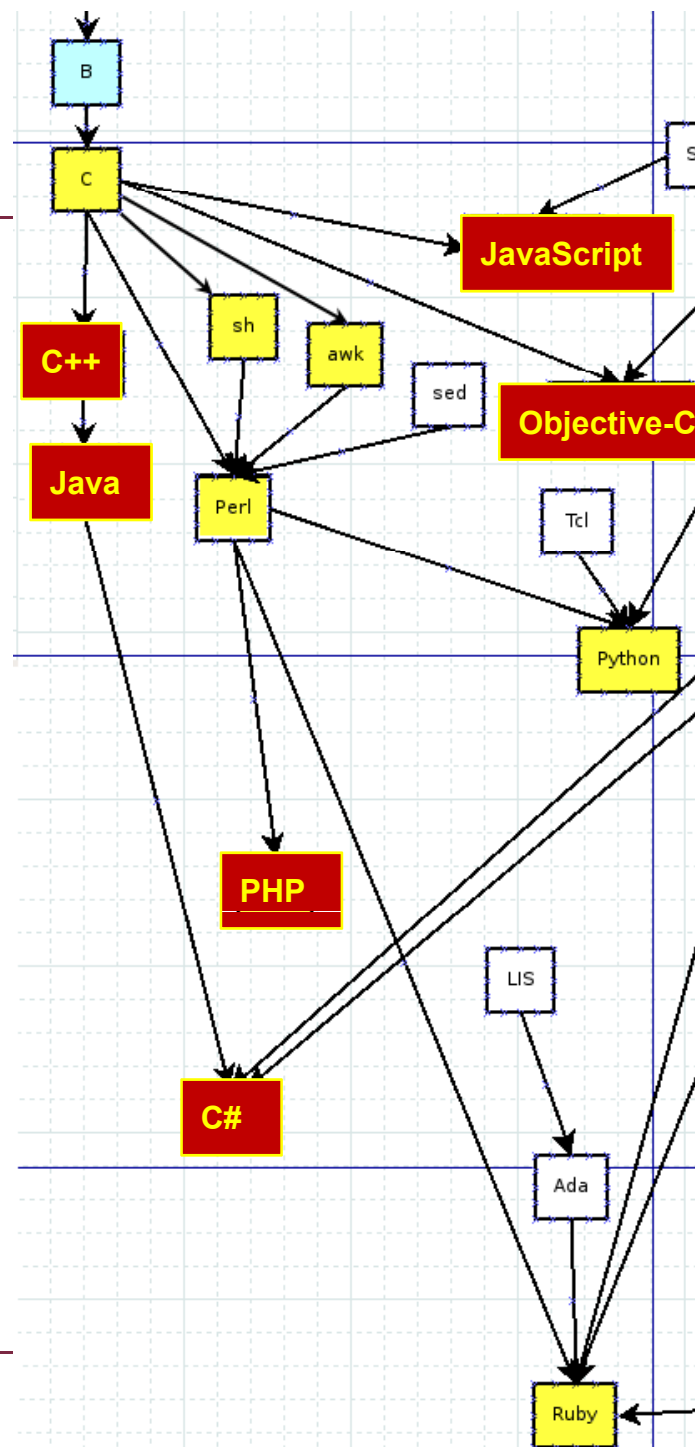 B
C
S
JavaScript
sh
C++
awk
sed
Objective-C
Java
Perl
Tcl
Python
PHP
LIS
C#
Ada
Ruby